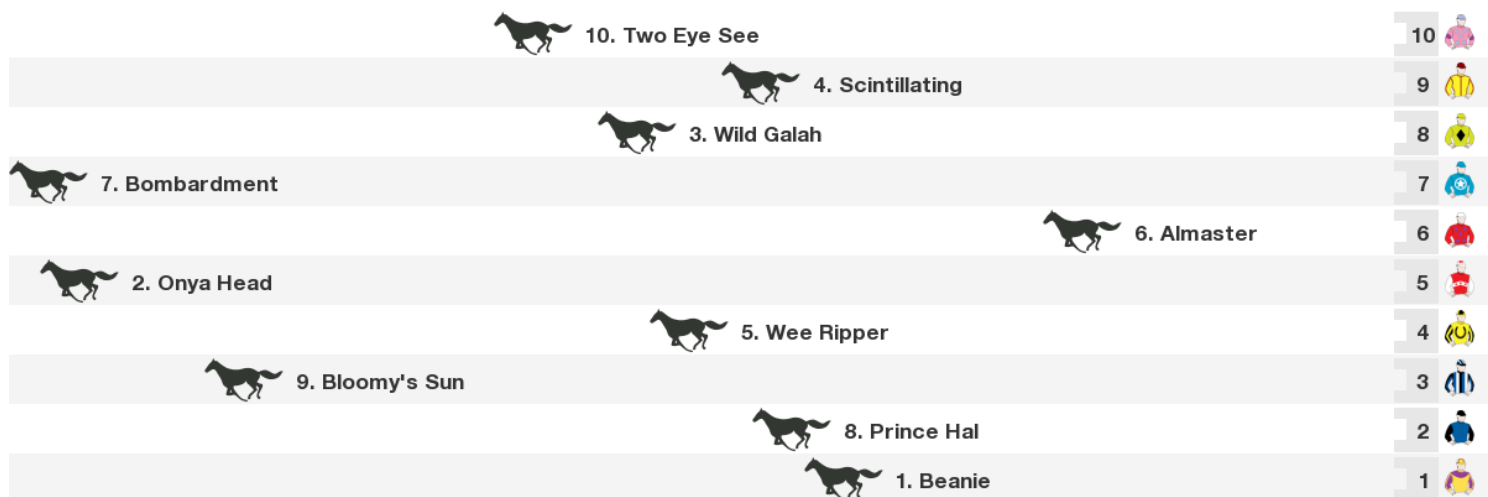 10. Two Eye See 10
4. Scintillating 9
3. Wild Galah 8
7. Bombardment 7
6. Almaster 6
2. Onya Head 5
5. Wee Ripper 4
9. Bloomy's Sun 3
8. Prince Hal 2
1. Beanie 1